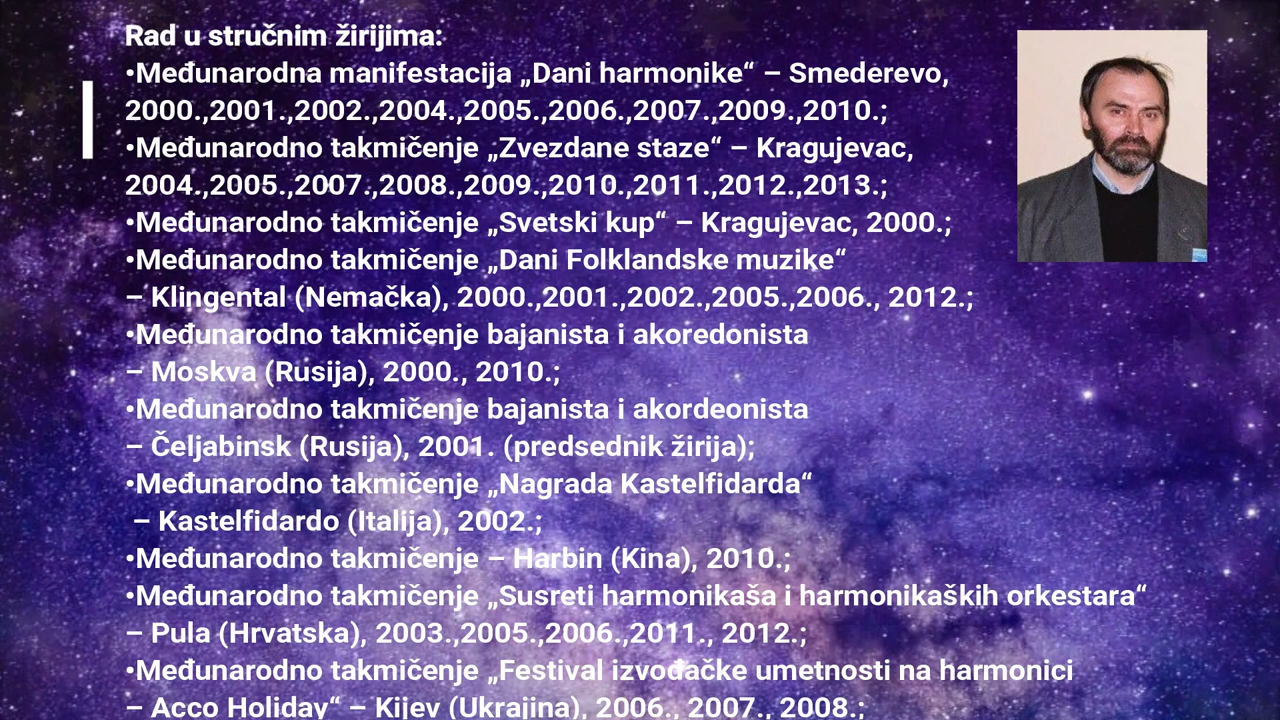 Rad u stručnim žirijima:
•Međunarodna manifestacija „Dani harmonike“ – Smederevo,
2000.,2001.,2002.,2004.,2005.,2006.,2007.,2009.,2010.;
•Međunarodno takmičenje „Zvezdane staze“ – Kragujevac,
2004.,2005.,2007.,2008.,2009.,2010.,2011.,2012.,2013.;
•Međunarodno takmičenje „Svetski kup“ – Kragujevac, 2000.;
•Međunarodno takmičenje „Dani Folklandske muzike“
– Klingental (Nemačka), 2000.,2001.,2002.,2005.,2006., 2012.;
•Međunarodno takmičenje bajanista i akoredonista
– Moskva (Rusija), 2000., 2010.;
•Međunarodno takmičenje bajanista i akordeonista
– Čeljabinsk (Rusija), 2001. (predsednik žirija);
•Međunarodno takmičenje „Nagrada Kastelfidarda“
– Kastelfidardo (Italija), 2002.;
•Međunarodno takmičenje – Harbin (Kina), 2010.;
•Međunarodno takmičenje „Susreti harmonikaša i harmonikaških orkestara“
– Pula (Hrvatska), 2003.,2005.,2006.,2011., 2012.;
•Međunarodno takmičenje „Festival izvođačke umetnosti na harmonici
– Acco Holiday“ – Kijev (Ukrajina), 2006., 2007., 2008.;